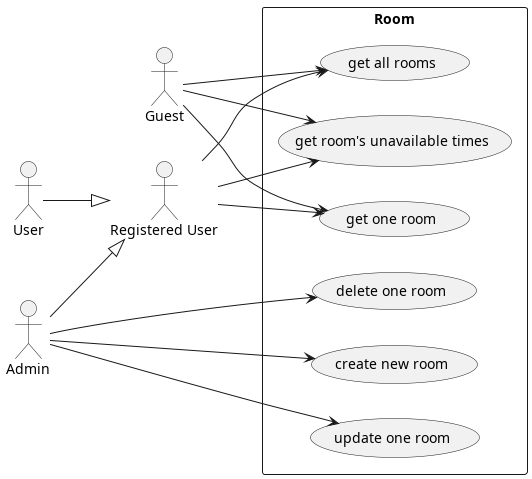 Room
get all rooms
Guest
get room's unavailable times
User
Registered User
get one room
delete one room
Admin
create new room
update one room